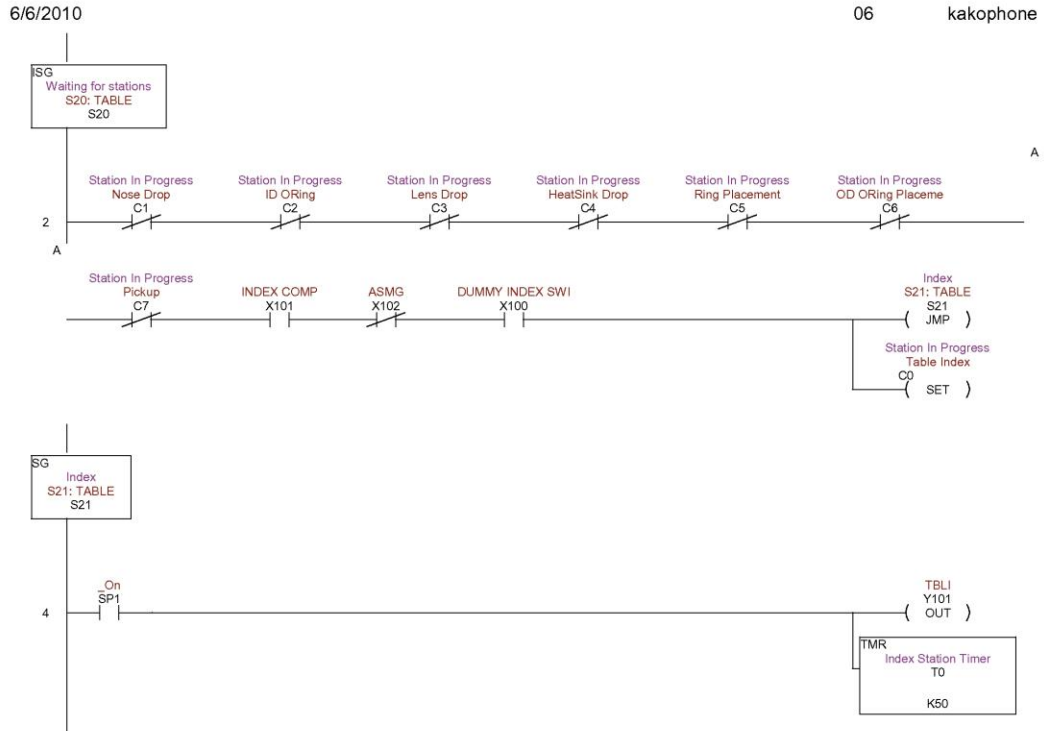 6/6/2010 06 kakophone
ISG
Waiting for stations
S20: TABLE
S20
A
Station In Progress Station In Progress Station In Progress Station In Progress Station In Progress Station In Progress
Nose Drop ID ORing Lens Drop HeatSink Drop Ring Placement OD ORing Placeme
C1 C2 C3 C4 C5 C6
2
A
Station In Progress Index
Pickup INDEX COMP ASMG DUMMY INDEX SWI S21: TABLE
C7 X101 X102 X100 S21
JMP
Station In Progress
Table Index
C0
SET
SG
Index
S21: TABLE
S21
_On TBLI
SP1 Y101
4 OUT
TMR
Index Station Timer
T0
K50